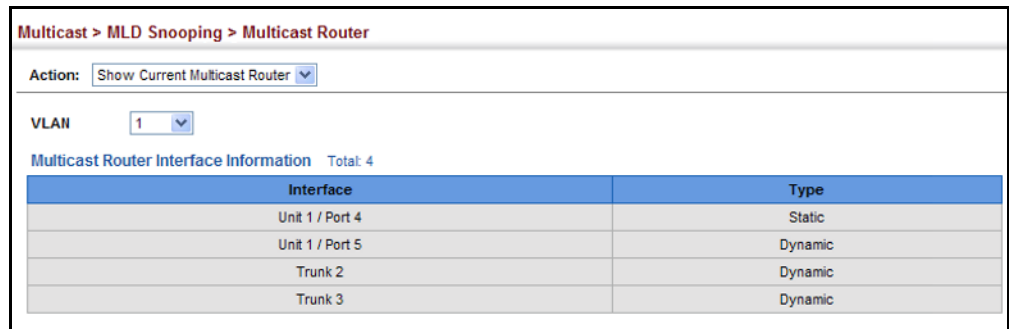 Multicast > MLD Snooping > Multicast Router
Action: Show Current Multicast Router
VLAN 1
Multicast Router Interface Information Total: 4
Interface Type
Unit 1 / Port 4 Static
Unit 1 / Port 5 Dynamic
Trunk 2 Dynamic
Trunk 3 Dynamic